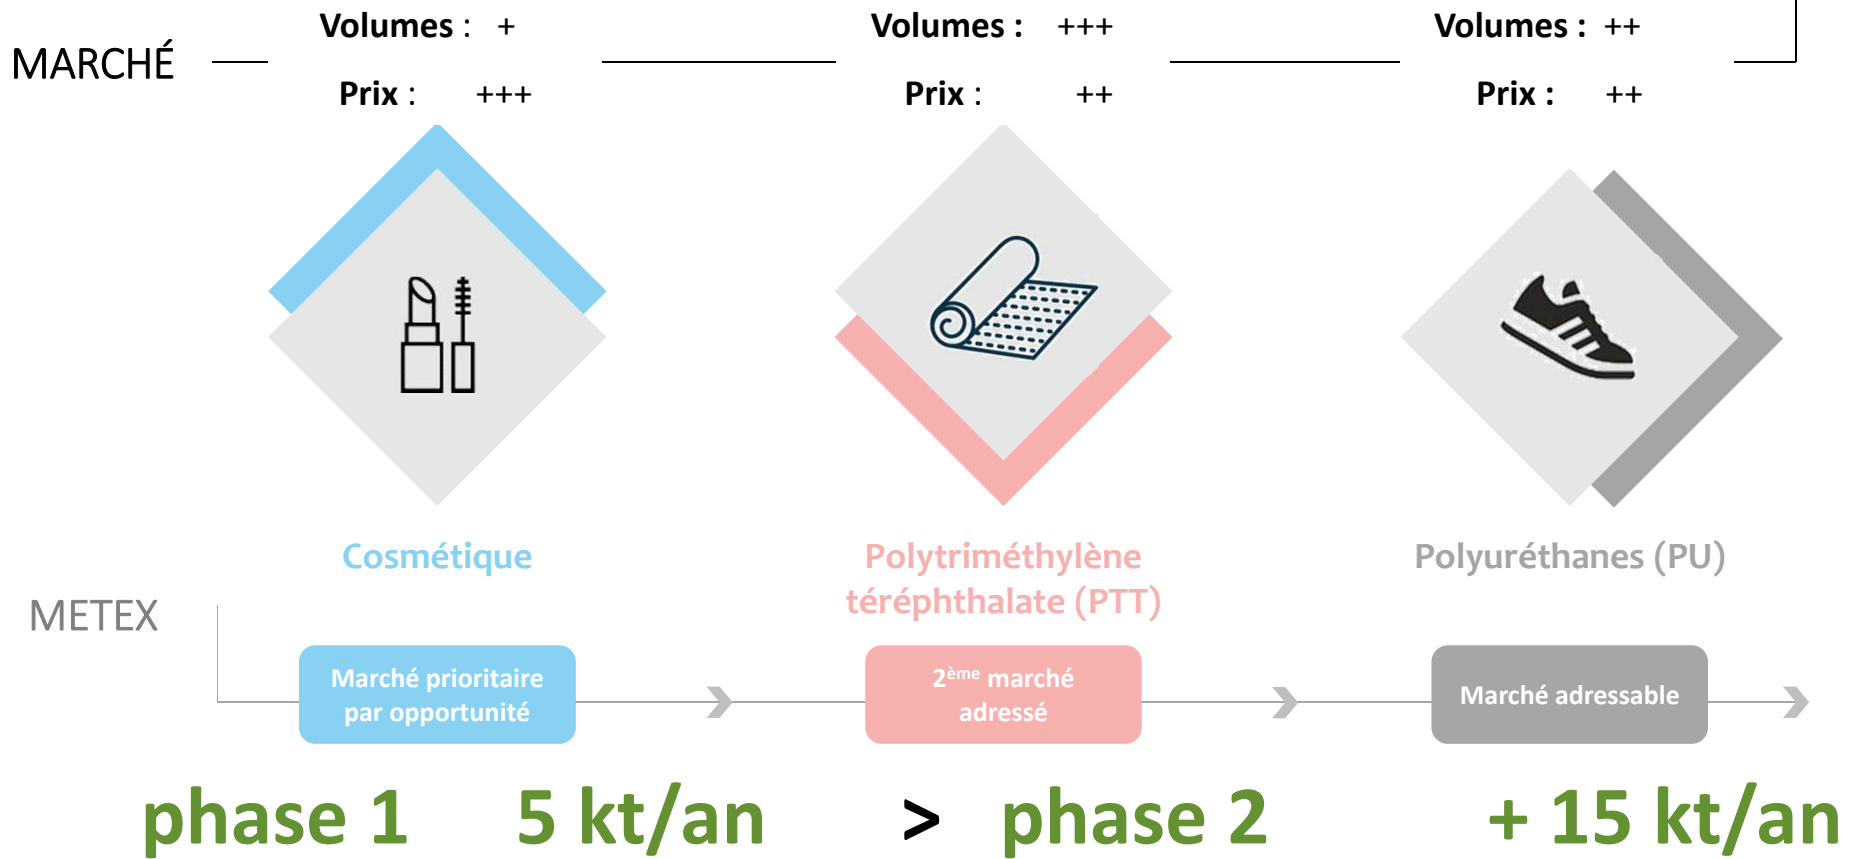 MARCHÉ
Volumes : +
Prix : +++
Volumes : +++
Prix : ++
Volumes : ++
Prix : ++
Cosmétique
Polytriméthylène
téréphthalate (PTT)
Polyuréthanes (PU)
METEX
Marché prioritaire
par opportunité
2ème marché
adressé
Marché adressable
phase 1 5 kt/an > phase 2 + 15 kt/an